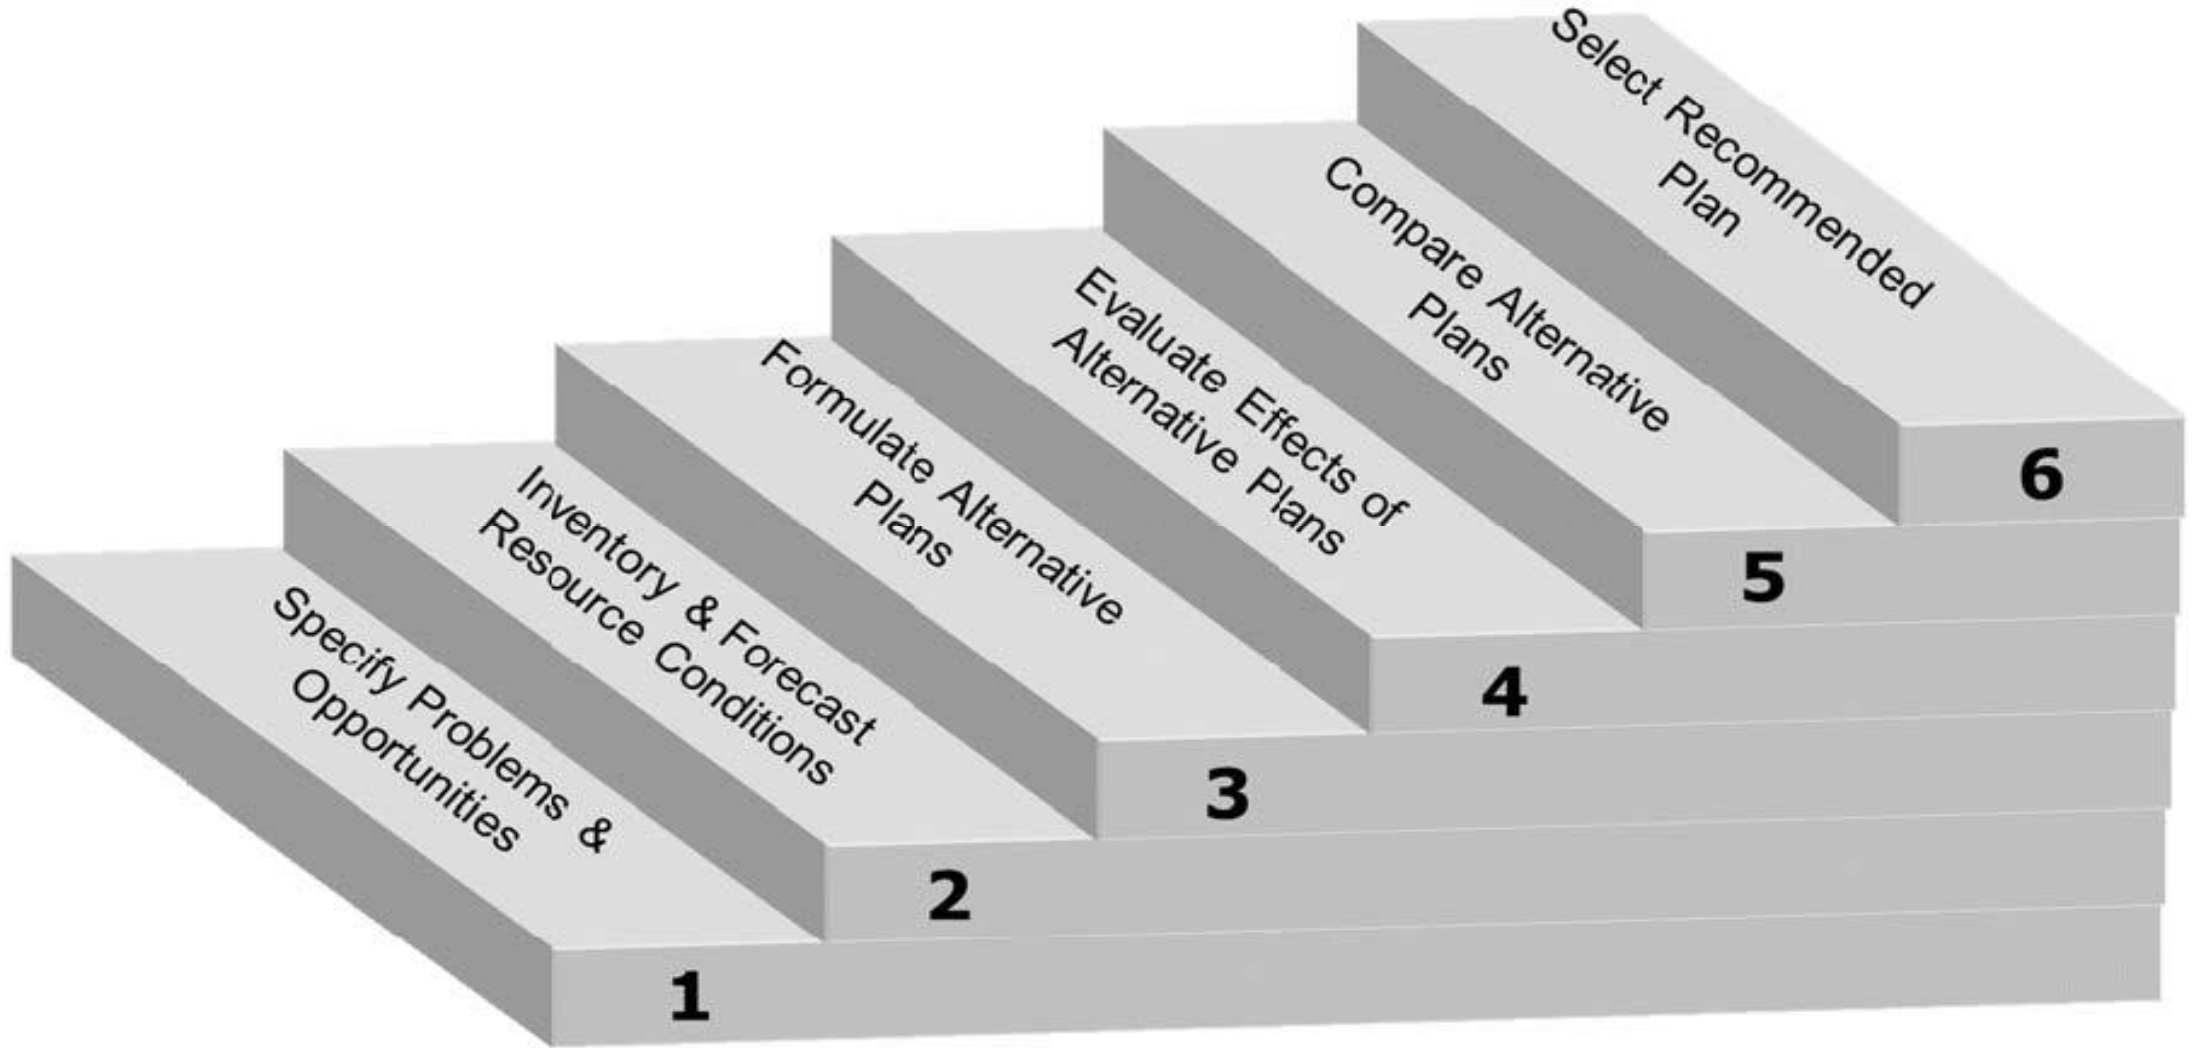 Specify Problems &
Opportunities
1
Inventory & Forecast
Resource Conditions
2
Formulate Alternative
Plans
3
Evaluate Effects of
Alternative Plans
4
Compare Alternative
Plans
5
Select Recommended
Plan
6